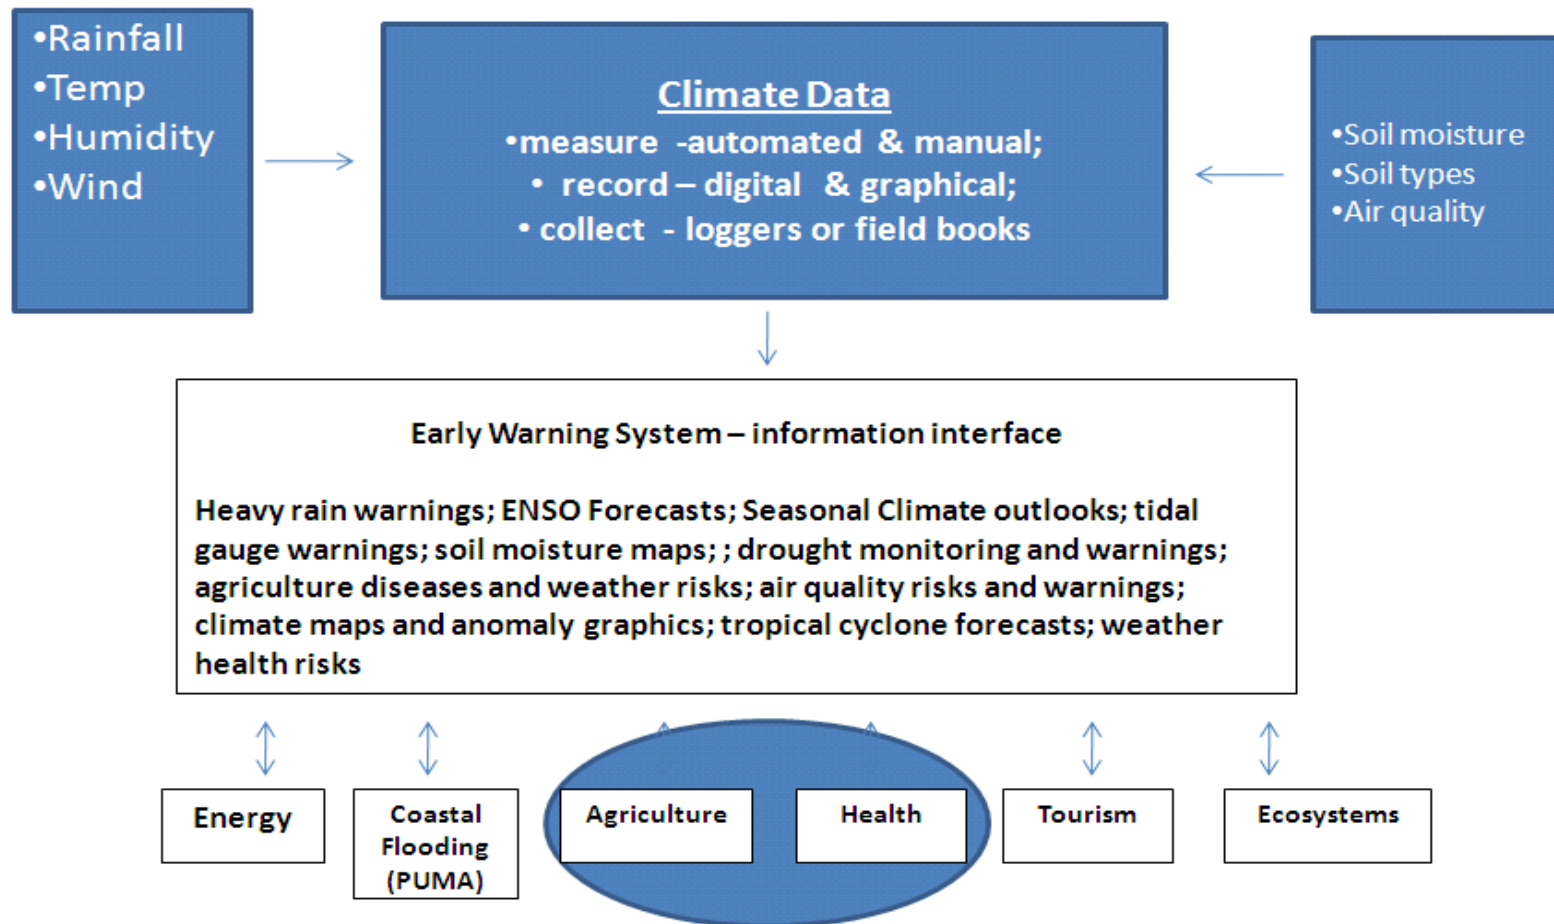 •Rainfall
•Temp
•Humidity
•Wind
Climate Data
•measure -automated & manual;
• record – digital & graphical;
• collect - loggers or field books
•Soil moisture
•Soil types
•Air quality
Early Warning System – information interface
Heavy rain warnings; ENSO Forecasts; Seasonal Climate outlooks; tidal
gauge warnings; soil moisture maps; ; drought monitoring and warnings;
agriculture diseases and weather risks; air quality risks and warnings;
climate maps and anomaly graphics; tropical cyclone forecasts; weather
health risks
Energy
Coastal
Flooding
(PUMA)
Agriculture
Health
Tourism
Ecosystems